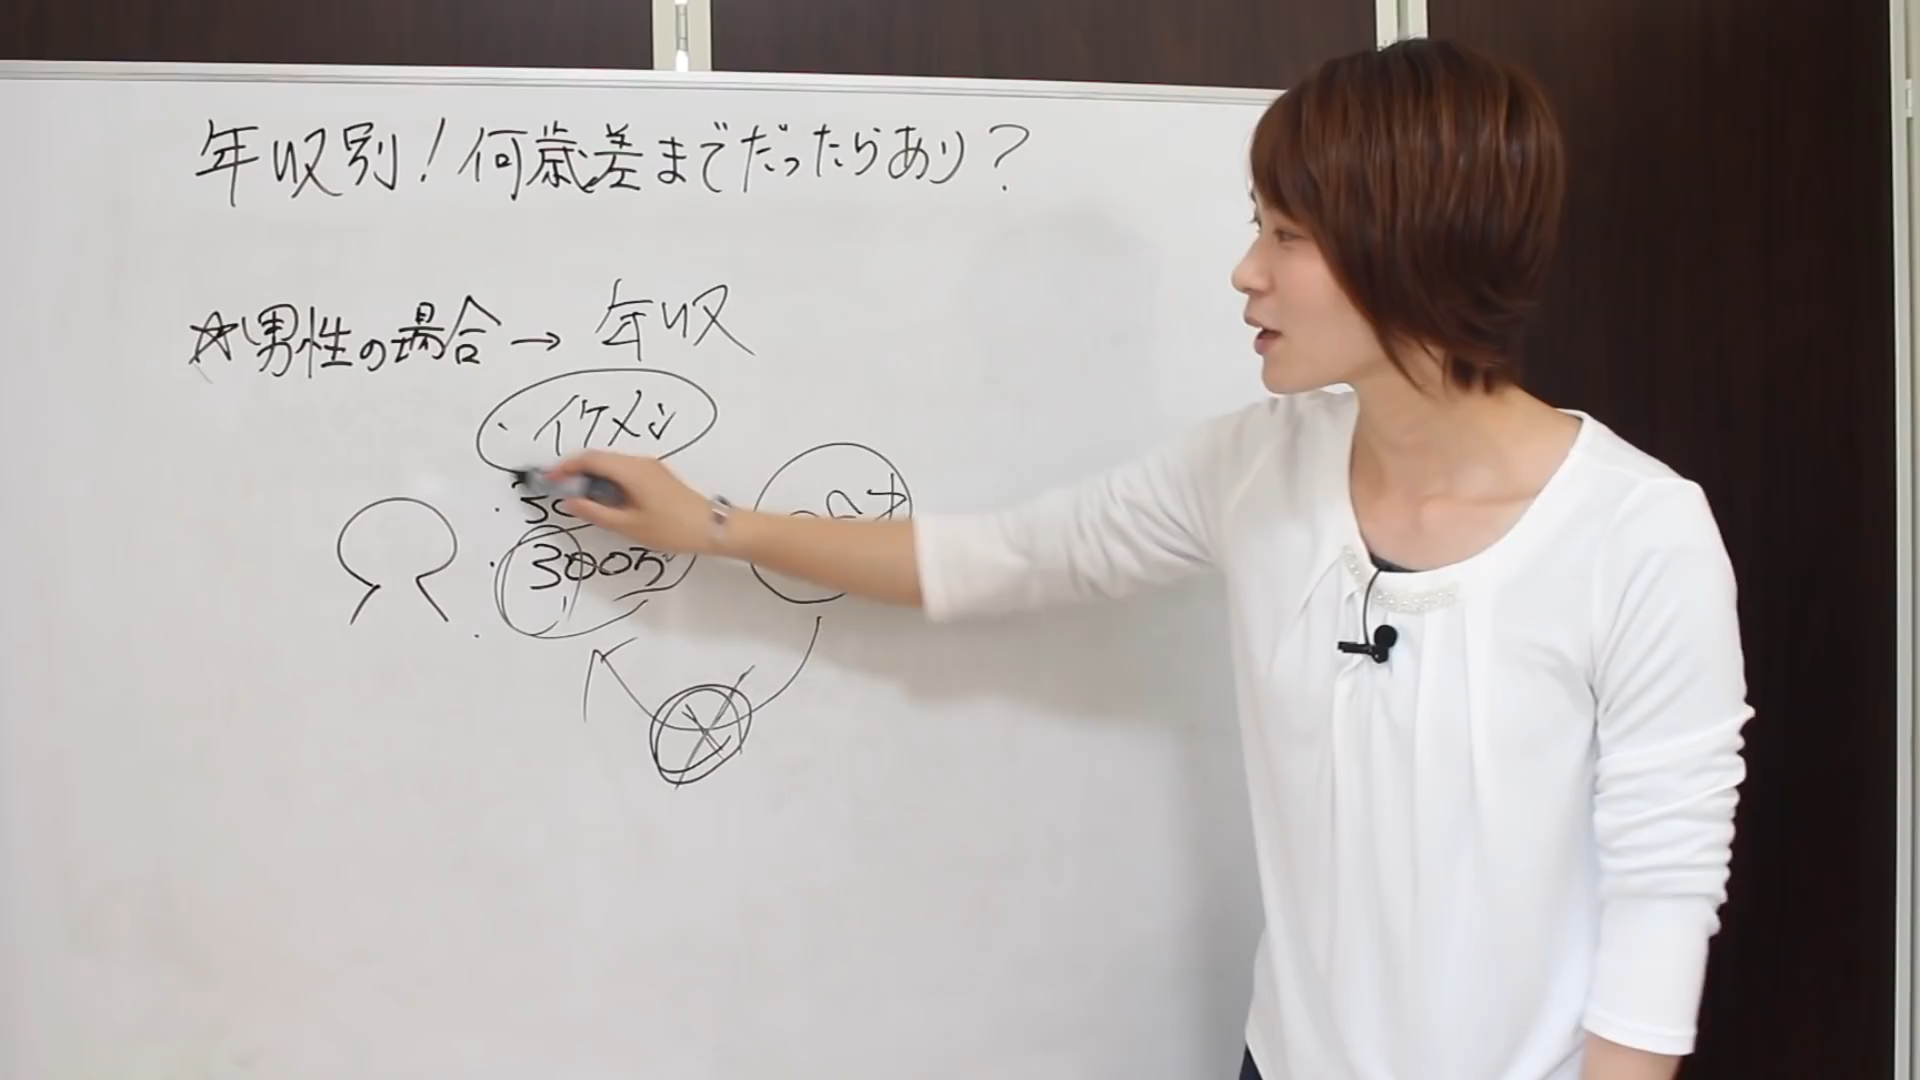 年収別！何歳差までだったらあり？
☆男性の場合→年収
・イケメン
・300万